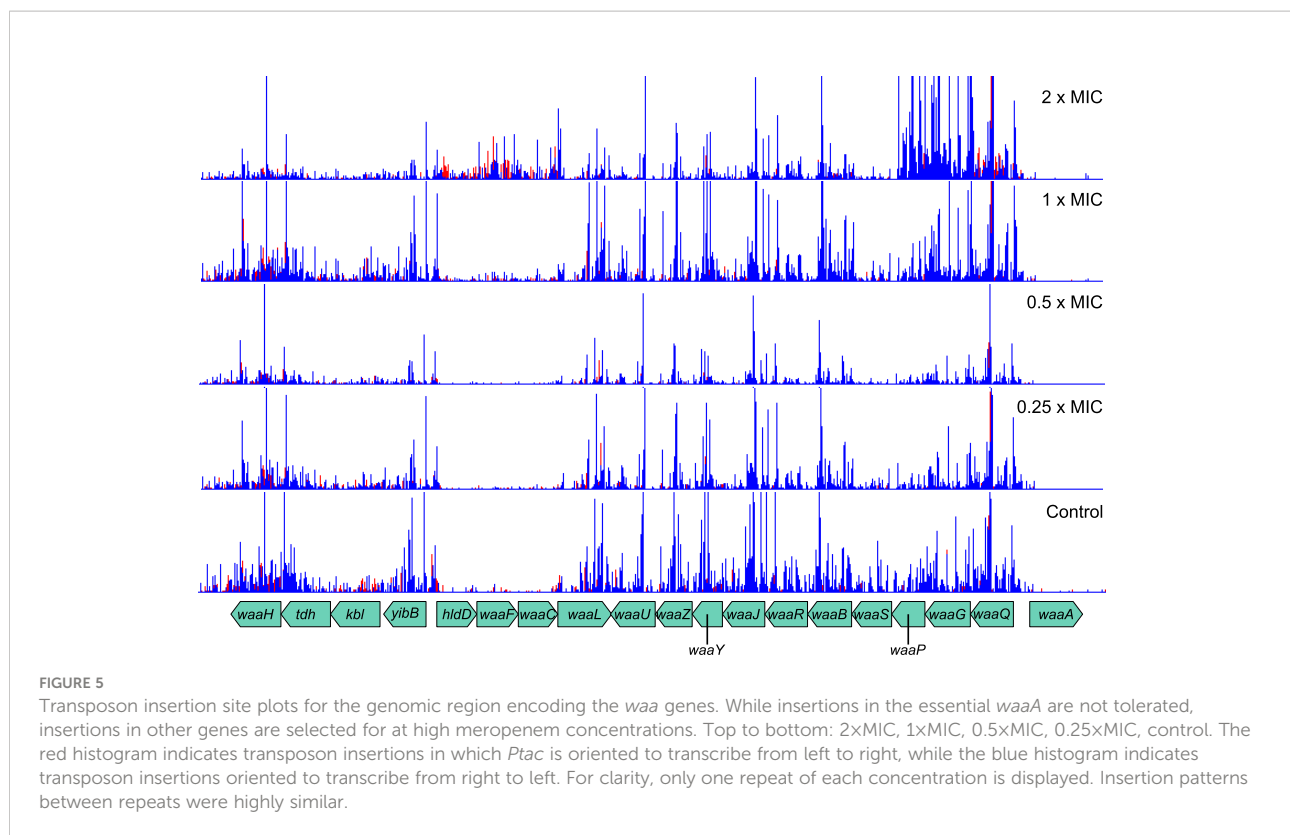 2 x MIC
1 x MIC
0.5 x MIC
0.25 x MIC
Control
waaH tdh kbl yibB hldD waaF waaC waaL waaU waaZ waaJ waaR waaB waaS waaG waaQ waaA
waaY waaP
FIGURE 5
Transposon insertion site plots for the genomic region encoding the waa genes. While insertions in the essential waaA are not tolerated,
insertions in other genes are selected for at high meropenem concentrations. Top to bottom: 2×MIC, 1×MIC, 0.5×MIC, 0.25×MIC, control. The
red histogram indicates transposon insertions in which Ptac is oriented to transcribe from left to right, while the blue histogram indicates
transposon insertions oriented to transcribe from right to left. For clarity, only one repeat of each concentration is displayed. Insertion patterns
between repeats were highly similar.